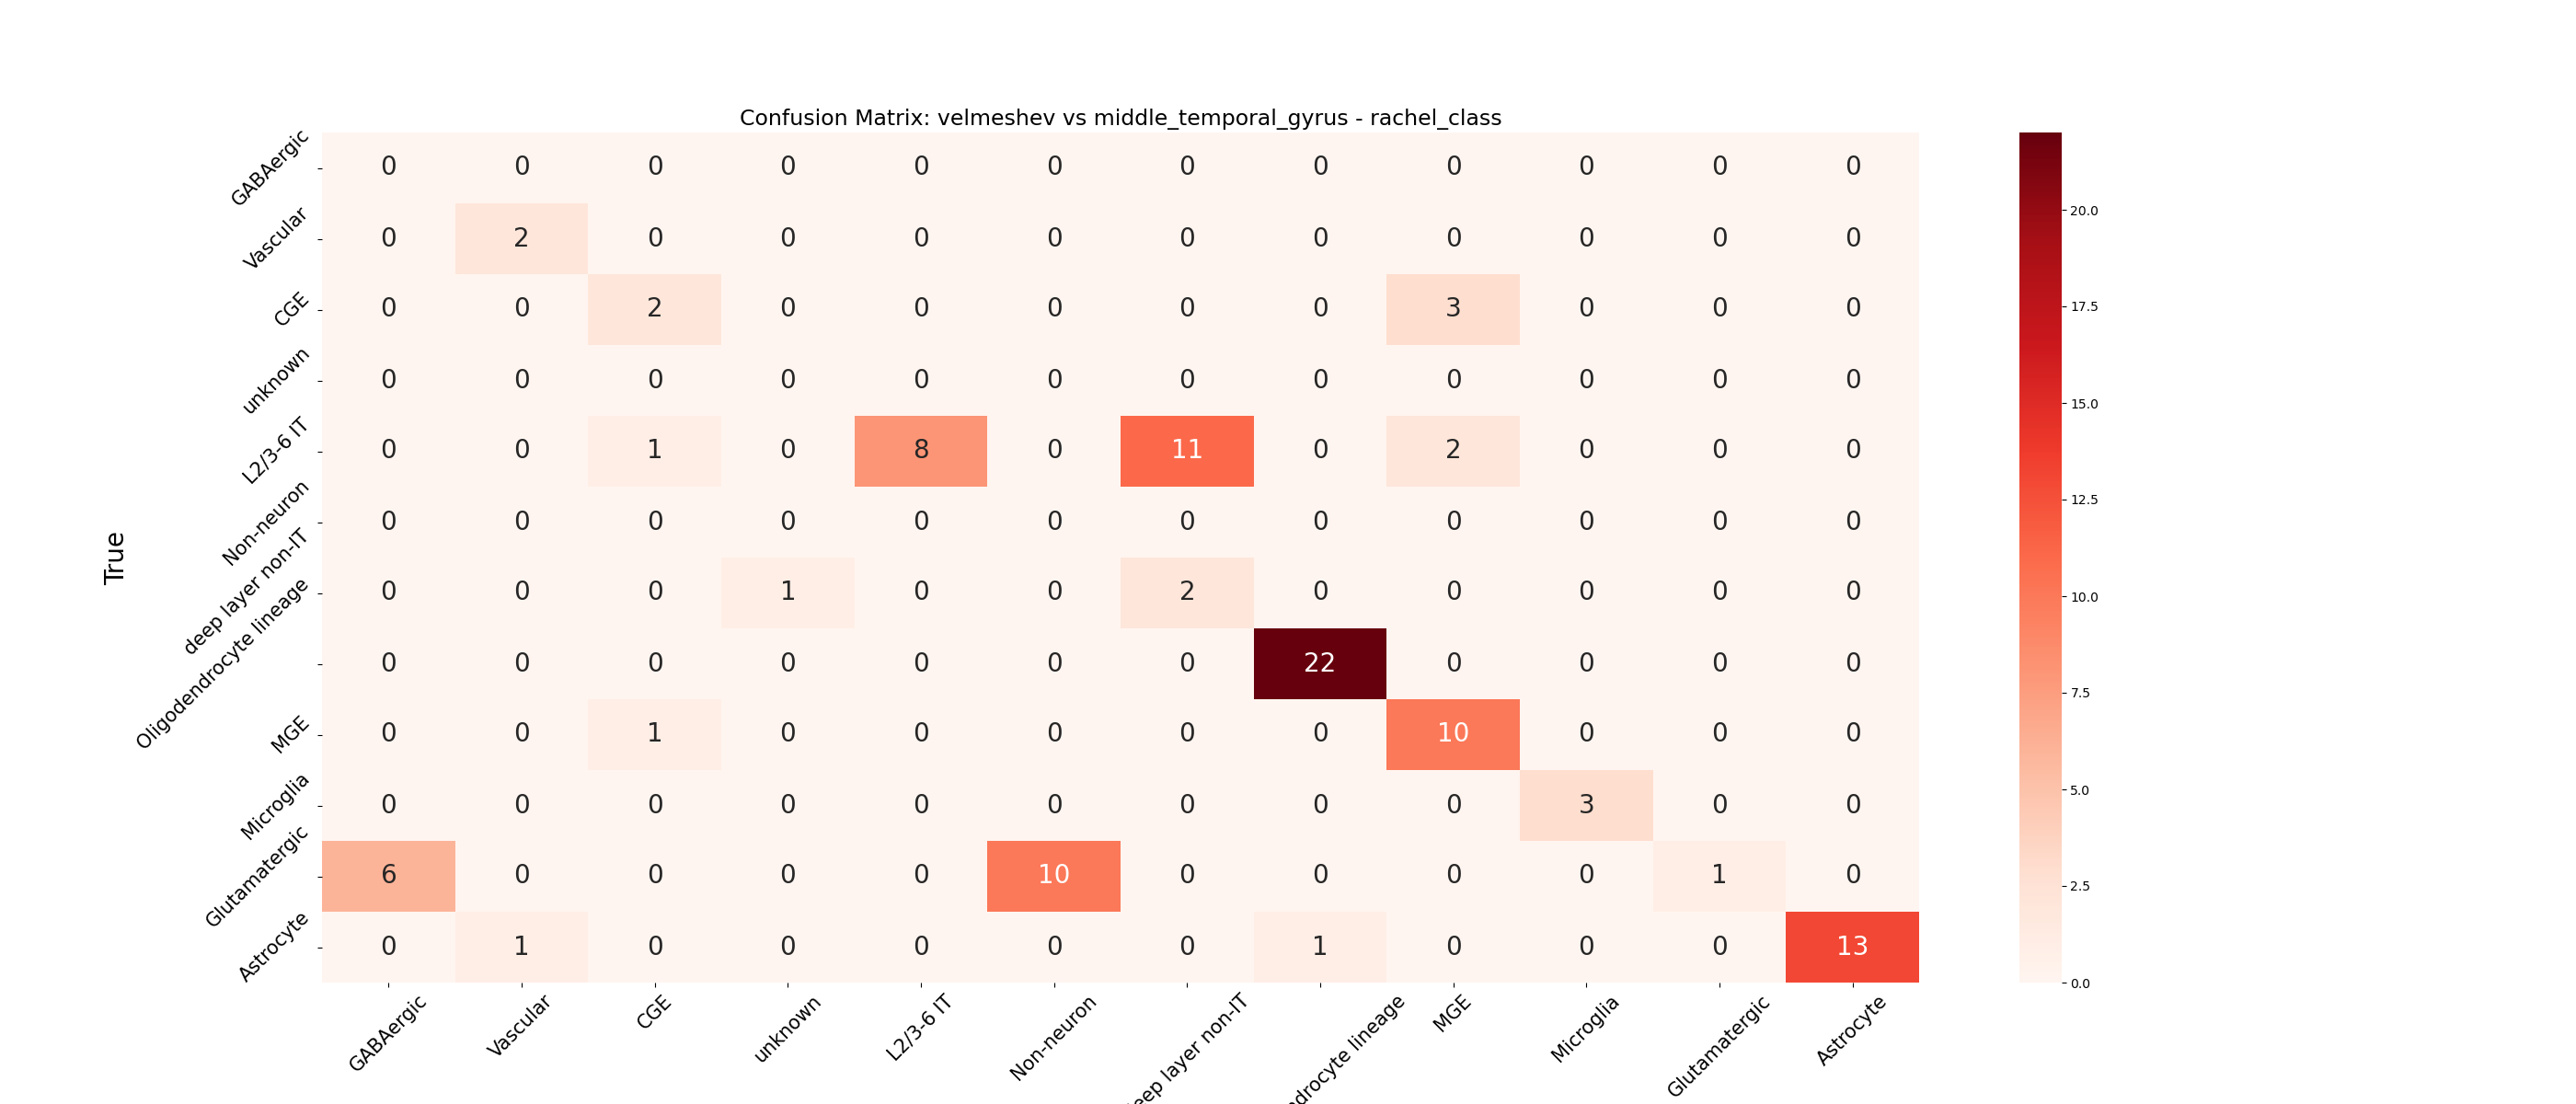 Confusion Matrix: velmeshev vs middle_temporal_gyrus - rachel_class
True
GABAergic 0 0 0 0 0 0 0 0 0 0 0 0
Vascular 0 2 0 0 0 0 0 0 0 0 0 0
CGE 0 0 2 0 0 0 0 0 3 0 0 0
unknown 0 0 0 0 0 0 0 0 0 0 0 0
L2/3-6 IT 0 0 1 0 8 0 11 0 2 0 0 0
Non-neuron 0 0 0 0 0 0 0 0 0 0 0 0
deep layer non-IT 0 0 0 1 0 0 2 0 0 0 0 0
Oligodendrocyte lineage 0 0 0 0 0 0 0 22 0 0 0 0
MGE 0 0 1 0 0 0 0 0 10 0 0 0
Microglia 0 0 0 0 0 0 0 0 0 3 0 0
Glutamatergic 6 0 0 0 0 10 0 0 0 0 1 0
Astrocyte 0 1 0 0 0 0 0 1 0 0 0 13
GABAergic Vascular CGE unknown L2/3-6 IT Non-neuron layer non-IT lineage MGE Microglia Glutamatergic Astrocyte
20.0
17.5
15.0
12.5
10.0
7.5
5.0
2.5
0.0